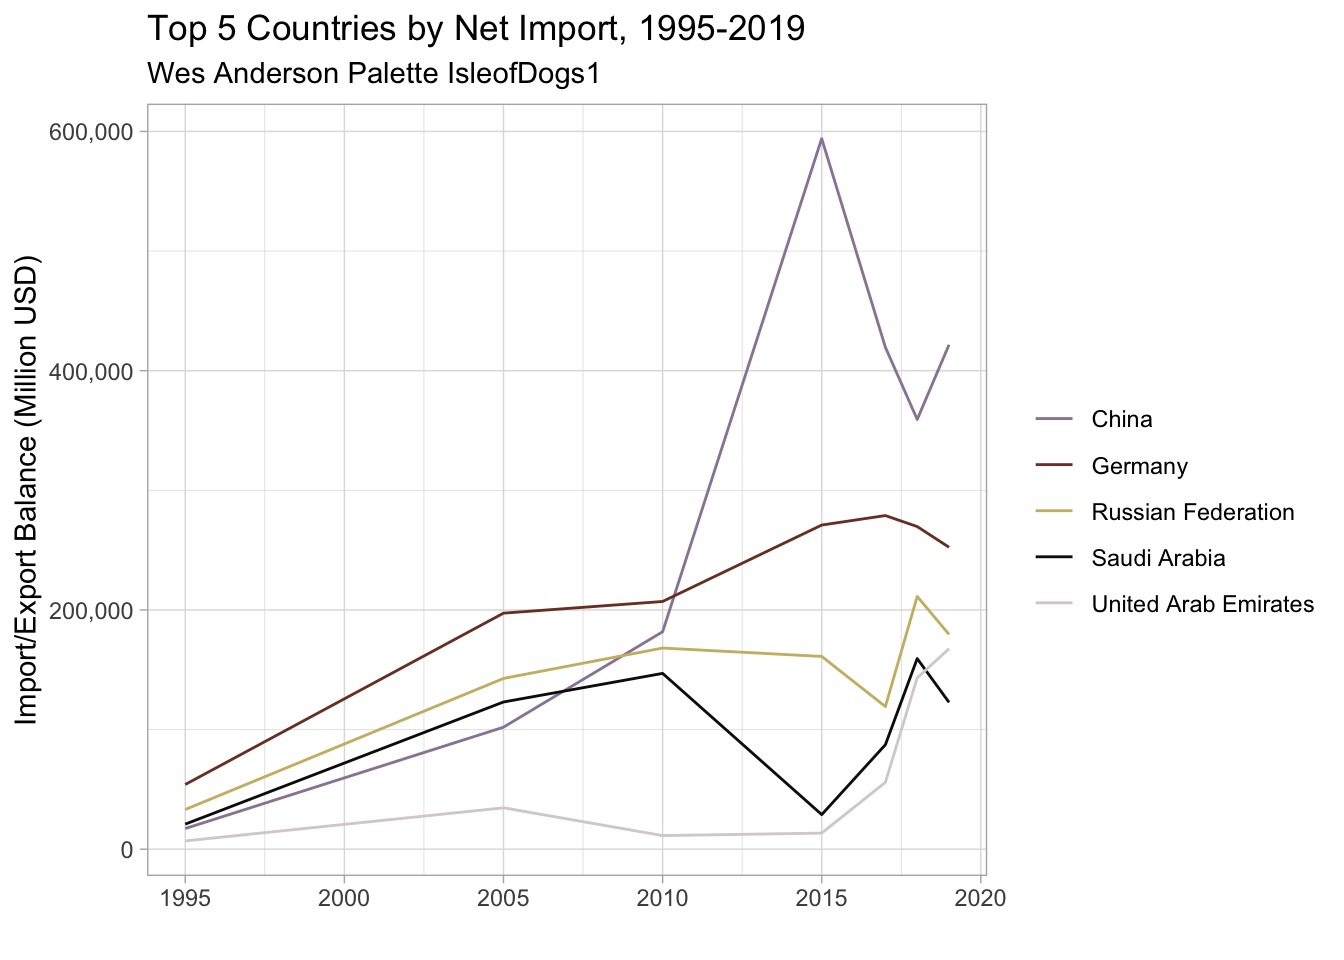 Top 5 Countries by Net Import, 1995-2019
Wes Anderson Palette IsleofDogs1
Import/Export Balance (Million USD)
600,000
400,000
200,000
0
1995
2000
2005
2010
2015
2020
China
Germany
Russian Federation
Saudi Arabia
United Arab Emirates